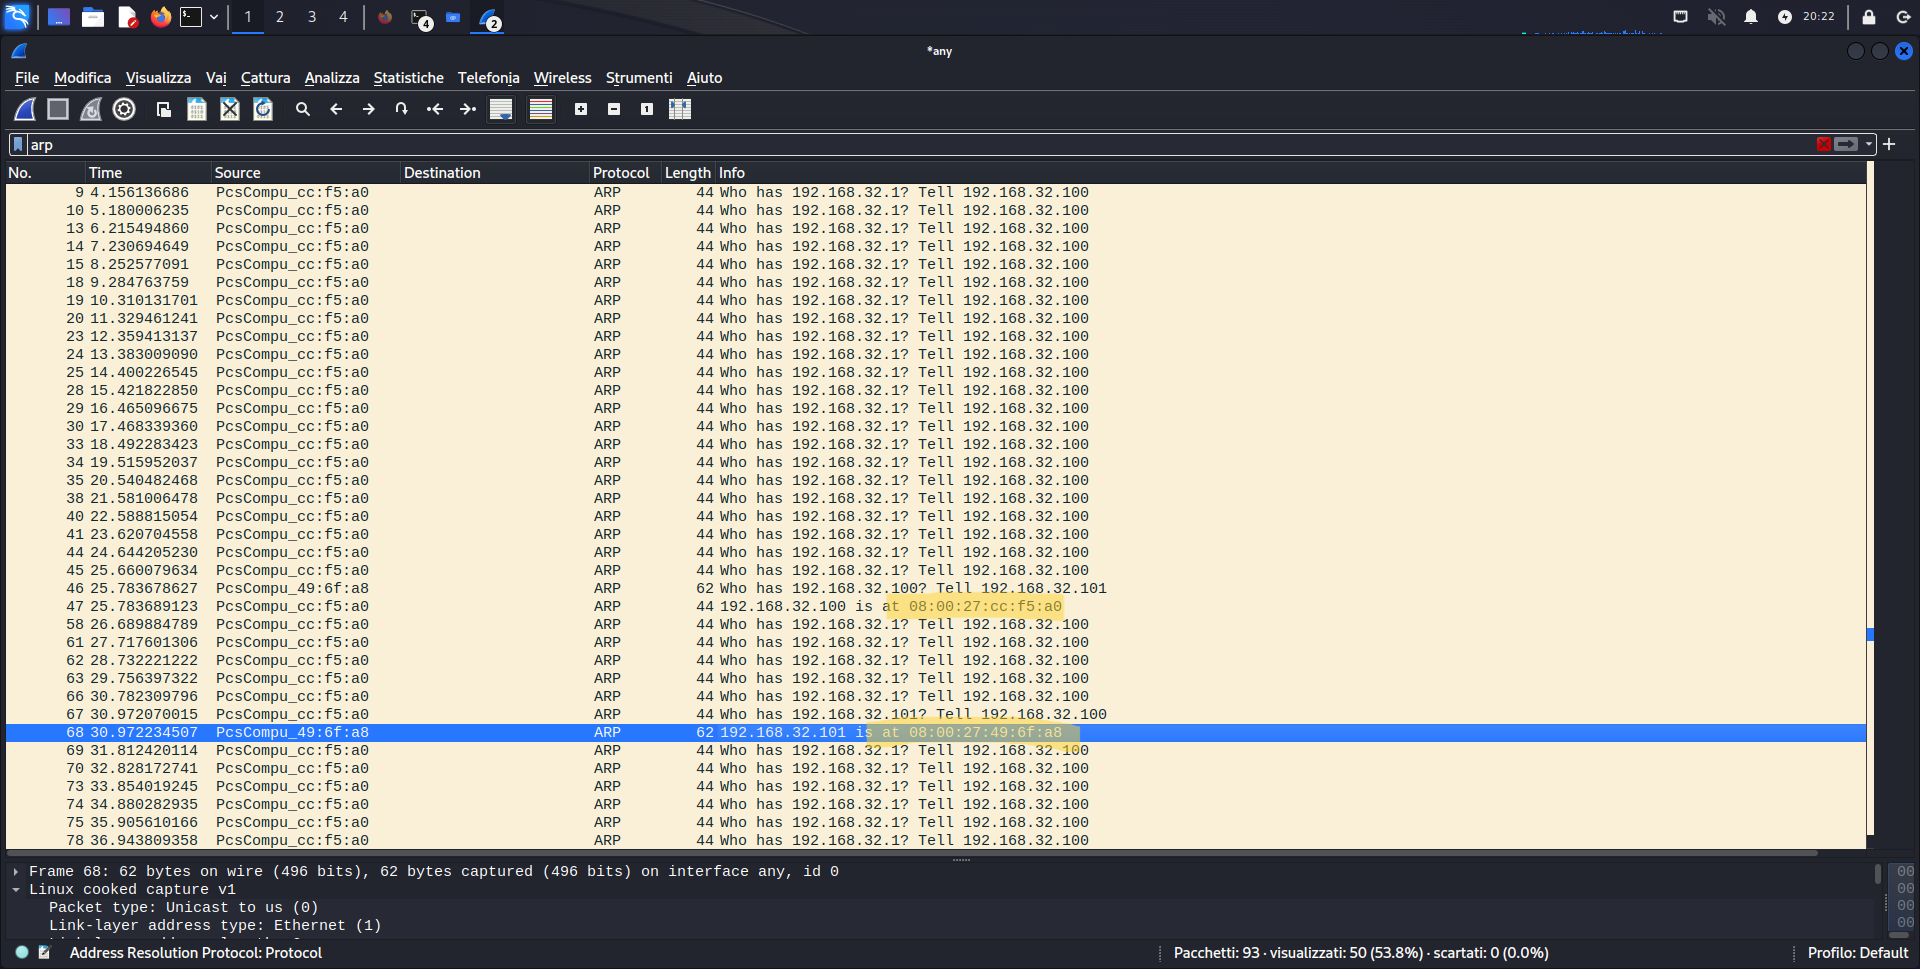 1 2 3 4 4 2 20:22
*any
File Modifica Visualizza Vai Cattura Analizza Statistiche Telefonia Wireless Strumenti Aiuto
arp
No. Time Source Destination Protocol Length Info
9 4.156136686 PcsCompu_cc:f5:a0 ARP 44 Who has 192.168.32.1? Tell 192.168.32.100
10 5.180006235 PcsCompu_cc:f5:a0 ARP 44 Who has 192.168.32.1? Tell 192.168.32.100
13 6.215494860 PcsCompu_cc:f5:a0 ARP 44 Who has 192.168.32.1? Tell 192.168.32.100
14 7.230694649 PcsCompu_cc:f5:a0 ARP 44 Who has 192.168.32.1? Tell 192.168.32.100
15 8.252577091 PcsCompu_cc:f5:a0 ARP 44 Who has 192.168.32.1? Tell 192.168.32.100
18 9.284763759 PcsCompu_cc:f5:a0 ARP 44 Who has 192.168.32.1? Tell 192.168.32.100
19 10.310131701 PcsCompu_cc:f5:a0 ARP 44 Who has 192.168.32.1? Tell 192.168.32.100
20 11.329461241 PcsCompu_cc:f5:a0 ARP 44 Who has 192.168.32.1? Tell 192.168.32.100
23 12.359413137 PcsCompu_cc:f5:a0 ARP 44 Who has 192.168.32.1? Tell 192.168.32.100
24 13.383009090 PcsCompu_cc:f5:a0 ARP 44 Who has 192.168.32.1? Tell 192.168.32.100
25 14.400226545 PcsCompu_cc:f5:a0 ARP 44 Who has 192.168.32.1? Tell 192.168.32.100
28 15.421822850 PcsCompu_cc:f5:a0 ARP 44 Who has 192.168.32.1? Tell 192.168.32.100
29 16.465096675 PcsCompu_cc:f5:a0 ARP 44 Who has 192.168.32.1? Tell 192.168.32.100
30 17.468339360 PcsCompu_cc:f5:a0 ARP 44 Who has 192.168.32.1? Tell 192.168.32.100
33 18.492283423 PcsCompu_cc:f5:a0 ARP 44 Who has 192.168.32.1? Tell 192.168.32.100
34 19.515952037 PcsCompu_cc:f5:a0 ARP 44 Who has 192.168.32.1? Tell 192.168.32.100
35 20.540482468 PcsCompu_cc:f5:a0 ARP 44 Who has 192.168.32.1? Tell 192.168.32.100
38 21.581006478 PcsCompu_cc:f5:a0 ARP 44 Who has 192.168.32.1? Tell 192.168.32.100
40 22.588815054 PcsCompu_cc:f5:a0 ARP 44 Who has 192.168.32.1? Tell 192.168.32.100
41 23.620704558 PcsCompu_cc:f5:a0 ARP 44 Who has 192.168.32.1? Tell 192.168.32.100
44 24.644205230 PcsCompu_cc:f5:a0 ARP 44 Who has 192.168.32.1? Tell 192.168.32.100
45 25.660079634 PcsCompu_cc:f5:a0 ARP 44 Who has 192.168.32.1? Tell 192.168.32.100
46 25.783678627 PcsCompu_49:6f:a8 ARP 62 Who has 192.168.32.100? Tell 192.168.32.101
47 25.783689123 PcsCompu_cc:f5:a0 ARP 44 192.168.32.100 is at 08:00:27:cc:f5:a0
58 26.689884789 PcsCompu_cc:f5:a0 ARP 44 Who has 192.168.32.1? Tell 192.168.32.100
61 27.717601306 PcsCompu_cc:f5:a0 ARP 44 Who has 192.168.32.1? Tell 192.168.32.100
62 28.732221222 PcsCompu_cc:f5:a0 ARP 44 Who has 192.168.32.1? Tell 192.168.32.100
63 29.756397322 PcsCompu_cc:f5:a0 ARP 44 Who has 192.168.32.1? Tell 192.168.32.100
66 30.782309796 PcsCompu_cc:f5:a0 ARP 44 Who has 192.168.32.1? Tell 192.168.32.100
67 30.972070015 PcsCompu_cc:f5:a0 ARP 44 Who has 192.168.32.101? Tell 192.168.32.100
68 30.972234507 PcsCompu_49:6f:a8 ARP 62 192.168.32.101 is at 08:00:27:49:6f:a8
69 31.812420114 PcsCompu_cc:f5:a0 ARP 44 Who has 192.168.32.1? Tell 192.168.32.100
70 32.828172741 PcsCompu_cc:f5:a0 ARP 44 Who has 192.168.32.1? Tell 192.168.32.100
73 33.854019245 PcsCompu_cc:f5:a0 ARP 44 Who has 192.168.32.1? Tell 192.168.32.100
74 34.880282935 PcsCompu_cc:f5:a0 ARP 44 Who has 192.168.32.1? Tell 192.168.32.100
75 35.905610166 PcsCompu_cc:f5:a0 ARP 44 Who has 192.168.32.1? Tell 192.168.32.100
78 36.943809358 PcsCompu_cc:f5:a0 ARP 44 Who has 192.168.32.1? Tell 192.168.32.100
Frame 68: 62 bytes on wire (496 bits), 62 bytes captured (496 bits) on interface any, id 0 00
Linux cooked capture v1 00
Packet type: Unicast to us (0) 00
Link-layer address type: Ethernet (1) 00
Address Resolution Protocol: Protocol Pacchetti: 93 · visualizzati: 50 (53.8%) · scartati: 0 (0.0%) Profilo: Default